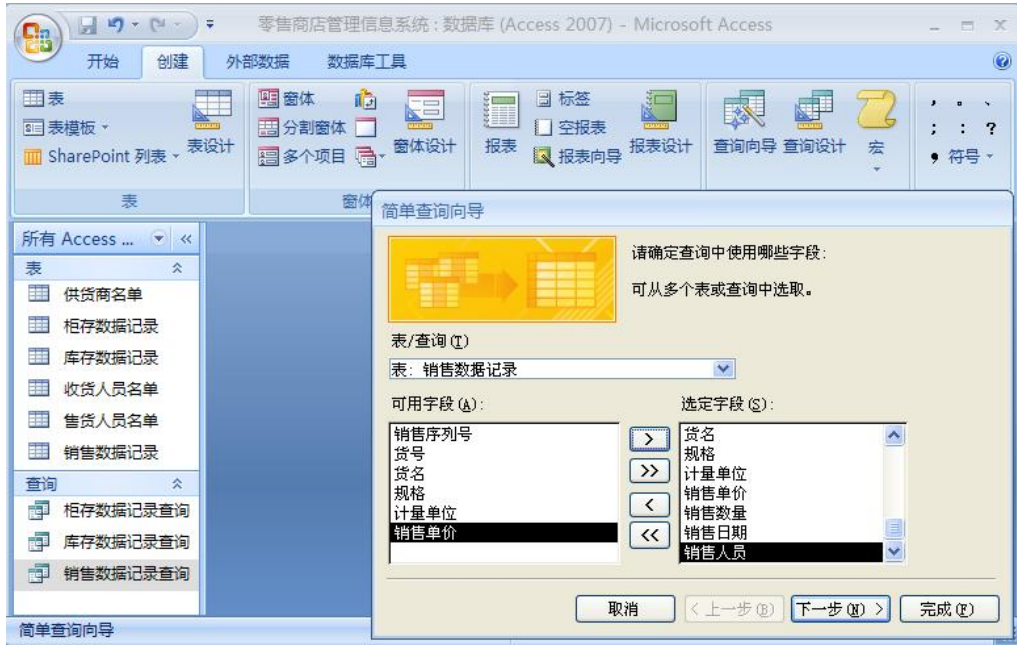 零售商店管理信息系统 : 数据库 (Access 2007) - Microsoft Access
开始 创建 外部数据 数据库工具
表
表模板
SharePoint 列表
表设计
表
窗体
分割窗体
多个项目
窗体设计
窗体
报表
标签
空报表
报表向导
报表设计
查询向导 查询设计 宏
, 。 、
; : ?
符号
所有 Access ... «
表
供货商名单
柜存数据记录
库存数据记录
收货人员名单
售货人员名单
销售数据记录
查询
柜存数据记录查询
库存数据记录查询
销售数据记录查询
简单查询向导
简单查询向导
请确定查询中使用哪些字段:
可从多个表或查询中选取。
表/查询(T)
表: 销售数据记录
可用字段(A):
销售序列号
货号
货名
规格
计量单位
销售单价
>
>>
<
<<
选定字段(S):
货名
规格
计量单位
销售单价
销售数量
销售日期
销售人员
取消 < 上一步(B) 下一步(N) > 完成(F)